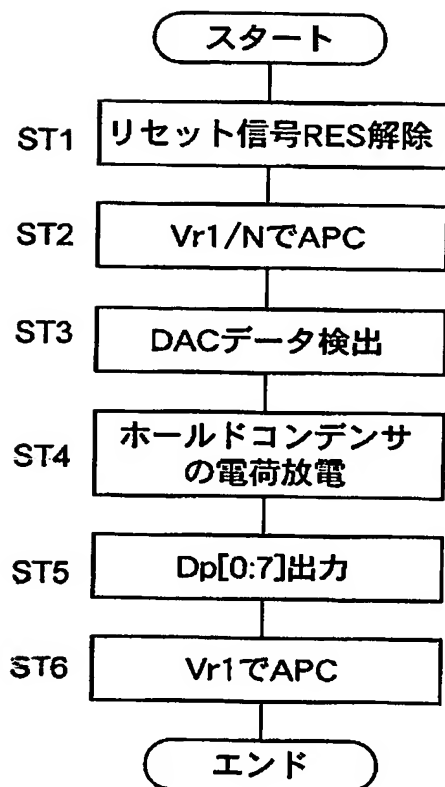 スタート
ST1 リセット信号RES解除
ST2 Vr1/NでAPC
ST3 DACデータ検出
ST4 ホールドコンデンサ
の電荷放電
ST5 Dp[0:7]出力
ST6 Vr1でAPC
エンド